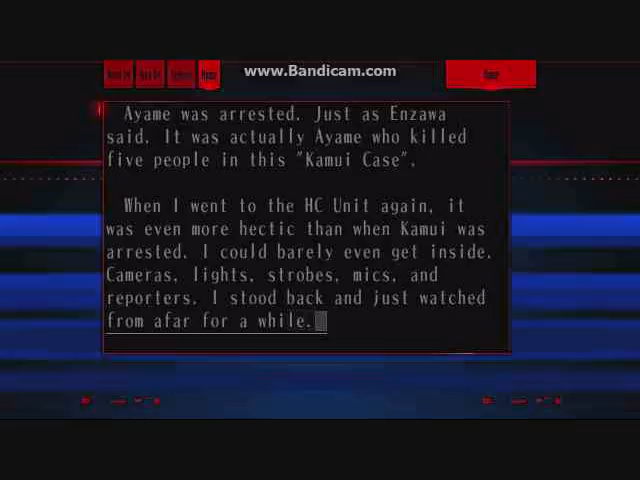 www.Bandicam.com
Ayame was arrested. Just as Enzawa
said. It was actually Ayame who killed
five people in this "Kamui Case".
When I went to the HC Unit again, it
was even more hectic than when Kamui was
arrested. I could barely even get inside.
Cameras, lights, strobes, mics, and
reporters. I stood back and just watched
from afar for a while.